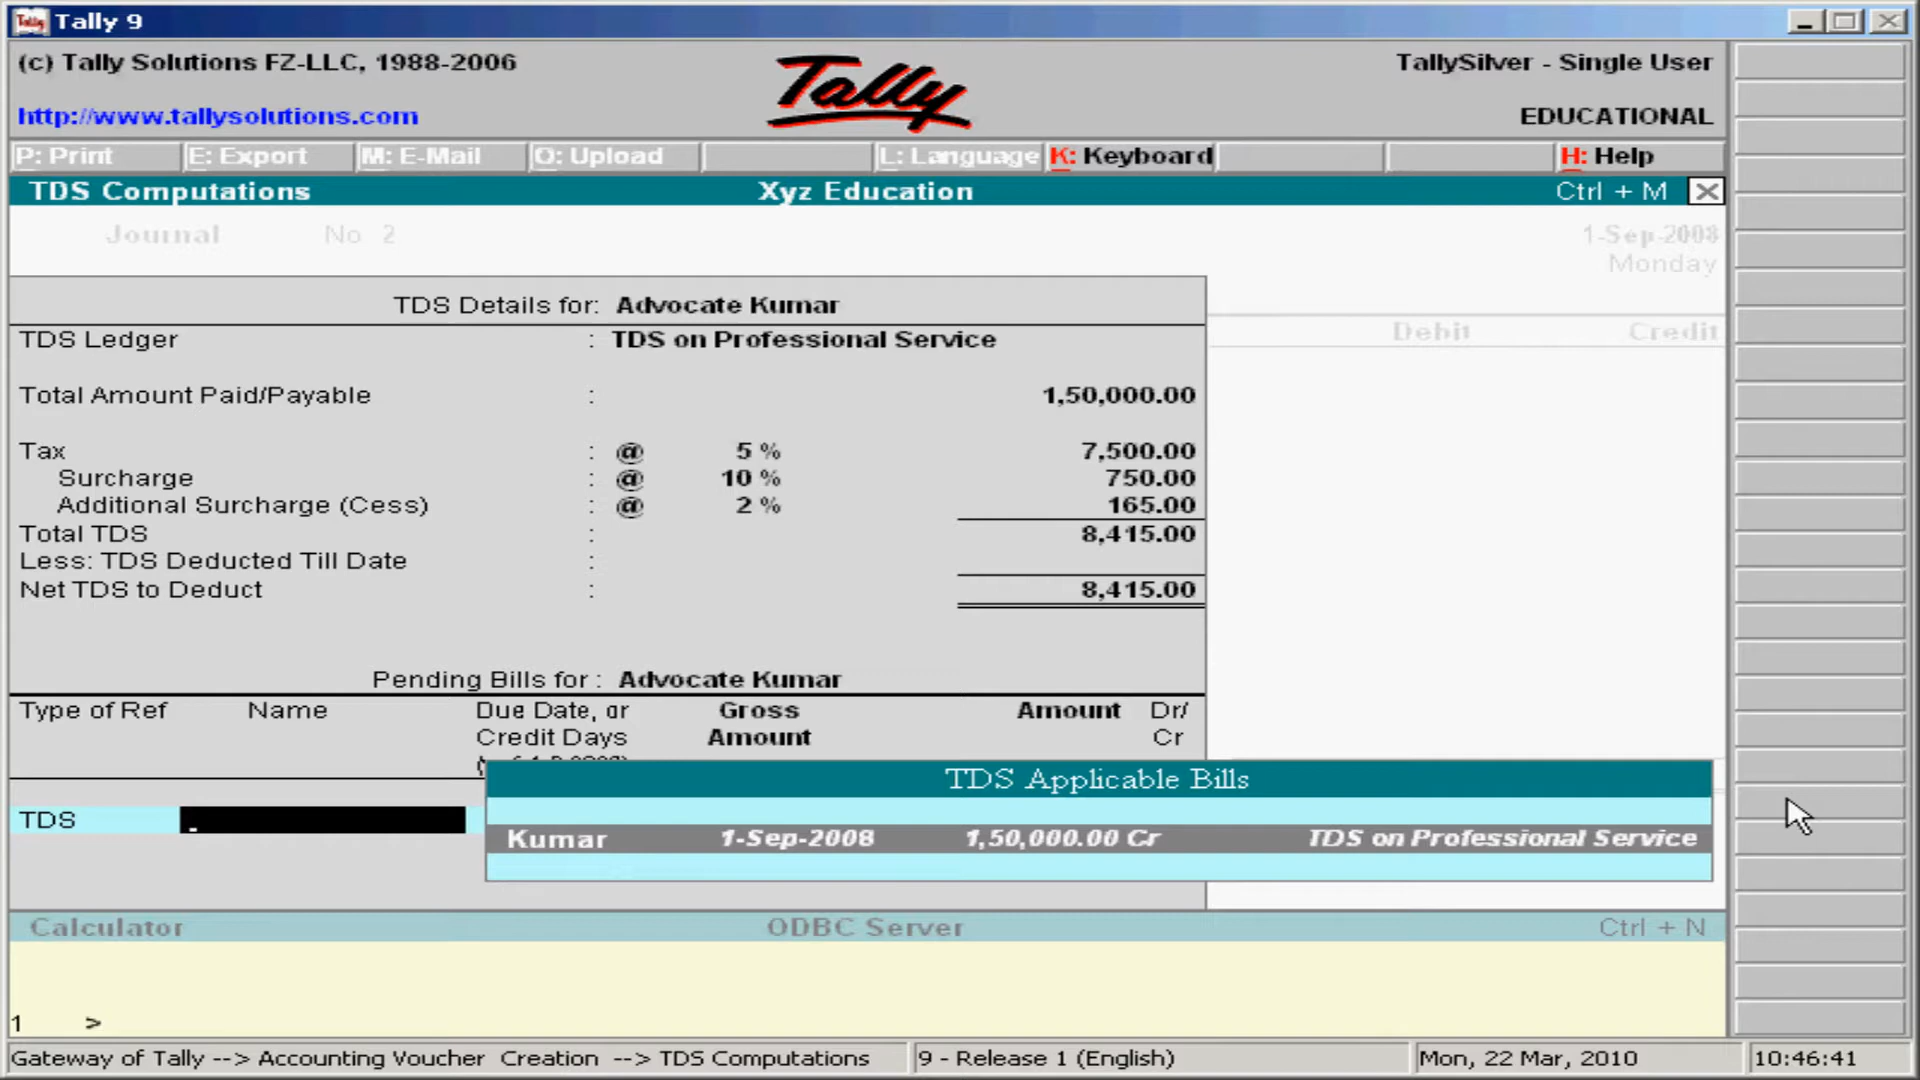 Tally 9
(c) Tally Solutions FZ-LLC, 1988-2006
TallySilver - Single User
Tally
http://www.tallysolutions.com
EDUCATIONAL
P: Print E: Export M: E-Mail O: Upload L: Language K: Keyboard H: Help
TDS Computations Xyz Education Ctrl + M
Journal No 2 1-Sep-2008
Monday
TDS Details for: Advocate Kumar
Debit Credit
TDS Ledger : TDS on Professional Service
Total Amount Paid/Payable : 1,50,000.00
Tax : @ 5 % 7,500.00
Surcharge : @ 10 % 750.00
Additional Surcharge (Cess) : @ 2 % 165.00
Total TDS : 8,415.00
Less: TDS Deducted Till Date :
Net TDS to Deduct : 8,415.00
Pending Bills for : Advocate Kumar
Type of Ref Name Due Date, or Gross Amount Dr/
Credit Days Amount Cr
TDS Applicable Bills
TDS
Kumar 1-Sep-2008 1,50,000.00 Cr TDS on Professional Service
Calculator ODBC Server Ctrl + N
1 >
Gateway of Tally --> Accounting Voucher Creation --> TDS Computations 9 - Release 1 (English) Mon, 22 Mar, 2010 10:46:41